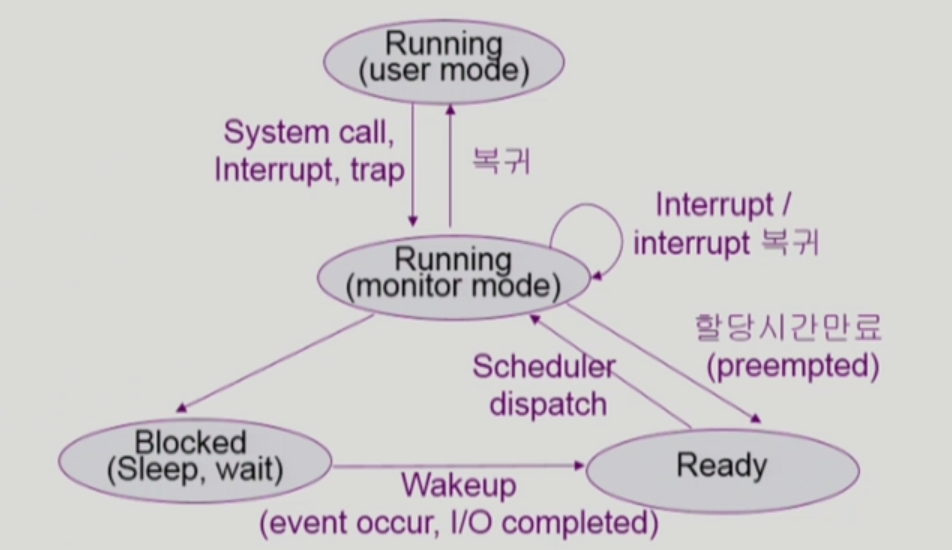 Running
(user mode)
System call,
Interrupt, trap
복귀
Interrupt /
interrupt 복귀
Running
(monitor mode)
할당시간만료
(preempted)
Scheduler
dispatch
Blocked
(Sleep, wait)
Ready
Wakeup
(event occur, I/O completed)